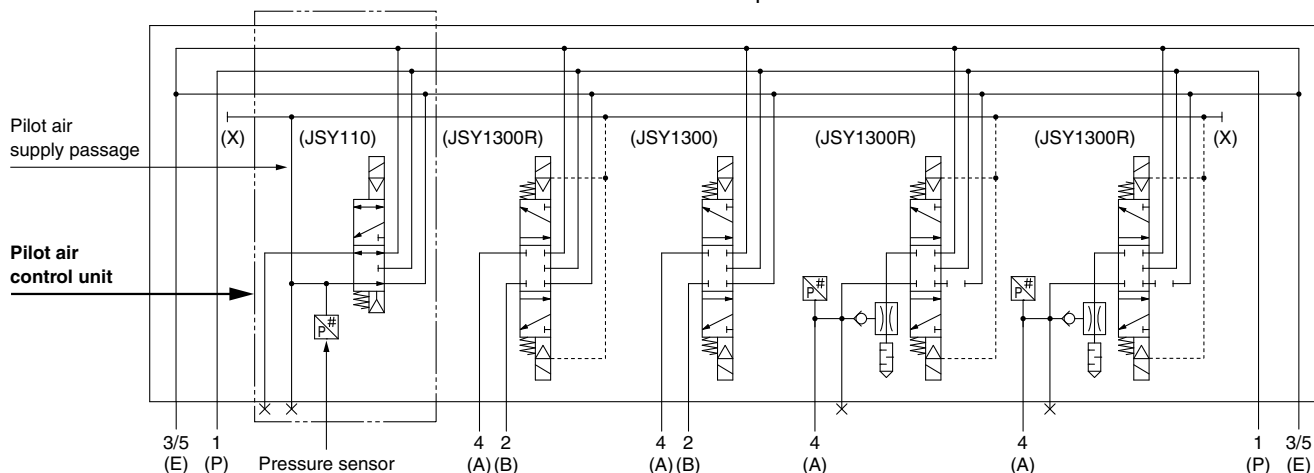 Pilot air
supply passage
(X) (JSY110) (JSY1300R) (JSY1300) (JSY1300R) (JSY1300R) (X)
Pilot air
control unit
P #
P #
P #
3/5 1 4 2 4 2 4 4 1 3/5
(E) (P) Pressure sensor (A) (B) (A) (B) (A) (A) (P) (E)